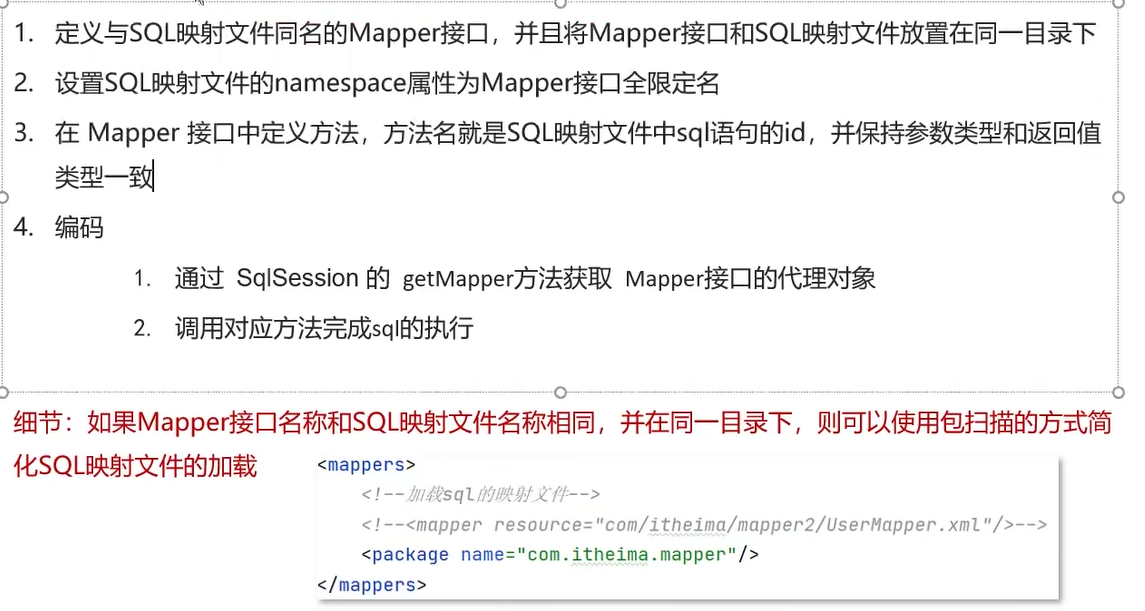 1. 定义与SQL映射文件同名的Mapper接口，并且将Mapper接口和SQL映射文件放置在同一目录下
2. 设置SQL映射文件的namespace属性为Mapper接口全限定名
3. 在 Mapper 接口中定义方法，方法名就是SQL映射文件中sql语句的id，并保持参数类型和返回值
类型一致
4. 编码
1. 通过 SqlSession 的 getMapper方法获取 Mapper接口的代理对象
2. 调用对应方法完成sql的执行
细节：如果Mapper接口名称和SQL映射文件名称相同，并在同一目录下，则可以使用包扫描的方式简
化SQL映射文件的加载
<mappers>
<!--加载sql的映射文件-->
<!--<mapper resource="com/itheima/mapper2/UserMapper.xml"/>-->
<package name="com.itheima.mapper"/>
</mappers>